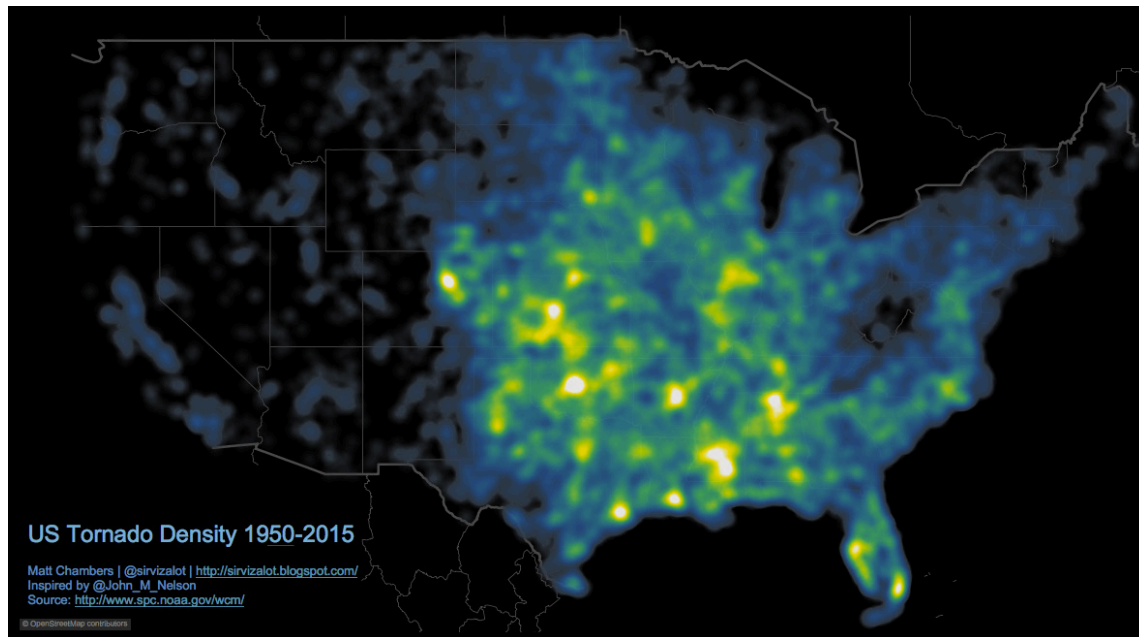 US Tornado Density 1950-2015
Matt Chambers | @sirvizalot | http://sirvizalot.blogspot.com/
Inspired by @John_M_Nelson
Source: http://www.spc.noaa.gov/wcm/
© OpenStreetMap contributors